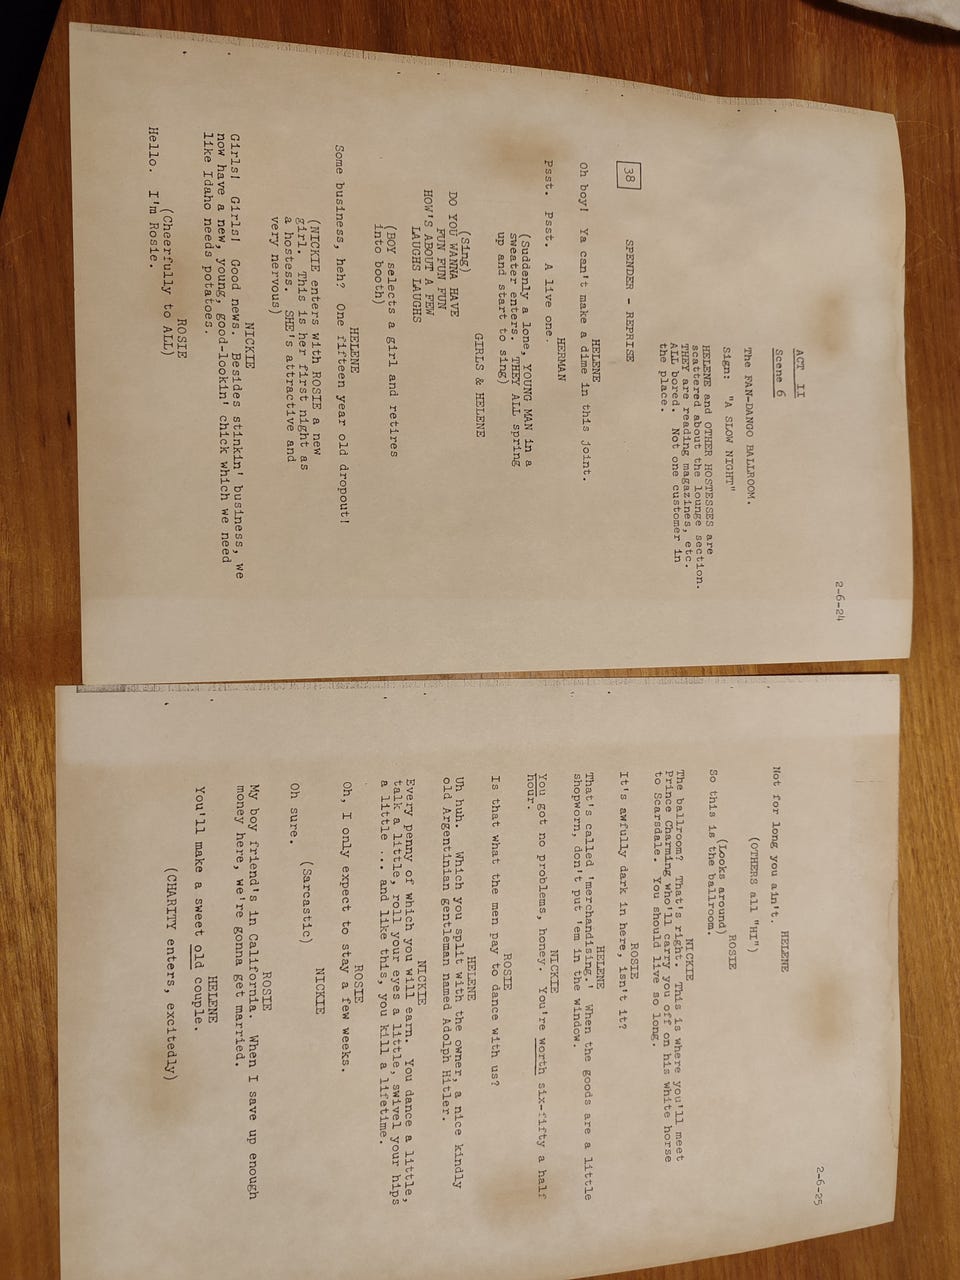 2-6-24
ACT II
Scene 6
The FAN-DANGO BALLROOM.
Sign: "A SLOW NIGHT"
HELENE and OTHER HOSTESSES are
scattered about the lounge section.
THEY are reading magazines, etc.
ALL bored. Not one customer in
the place.
38
SPENDER - REPRISE
HELENE
Oh boy! Ya can't make a dime in this joint.
HERMAN
Psst. Psst. A live one.
(Suddenly a lone, YOUNG MAN in a
sweater enters. THEY ALL spring
up and start to sing)
GIRLS & HELENE
(Sing)
DO YOU WANNA HAVE
FUN FUN FUN
HOW'S ABOUT A FEW
LAUGHS LAUGHS
(BOY selects a girl and retires
into booth)
HELENE
Some business, heh? One fifteen year old dropout!
(NICKIE enters with ROSIE a new
girl. This is her first night as
a hostess. SHE's attractive and
very nervous)
NICKIE
Girls! Girls! Good news. Besides stinkin' business, we
now have a new, young, good-lookin' chick which we need
like Idaho needs potatoes.
ROSIE
(Cheerfully to ALL)
Hello. I'm Rosie.
2-6-25
HELENE
Not for long you ain't.
(OTHERS all "HI")
ROSIE
(Looks around)
So this is the ballroom.
NICKIE
The ballroom? That's right. This is where you'll meet
Prince Charming who'll carry you off on his white horse
to Scarsdale. You should live so long.
ROSIE
It's awfully dark in here, isn't it?
HELENE
That's called 'merchandising.' When the goods are a little
shopworn, don't put 'em in the window.
NICKIE
You got no problems, honey. You're worth six-fifty a half
hour.
ROSIE
Is that what the men pay to dance with us?
HELENE
Uh huh. Which you split with the owner, a nice kindly
old Argentinian gentleman named Adolph Hitler.
NICKIE
Every penny of which you will earn. You dance a little,
talk a little, roll your eyes a little, swivel your hips
a little ... and like this, you kill a lifetime.
ROSIE
Oh, I only expect to stay a few weeks.
NICKIE
(Sarcastic)
Oh sure.
ROSIE
My boy friend's in California. When I save up enough
money here, we're gonna get married.
HELENE
You'll make a sweet old couple.
(CHARITY enters, excitedly)